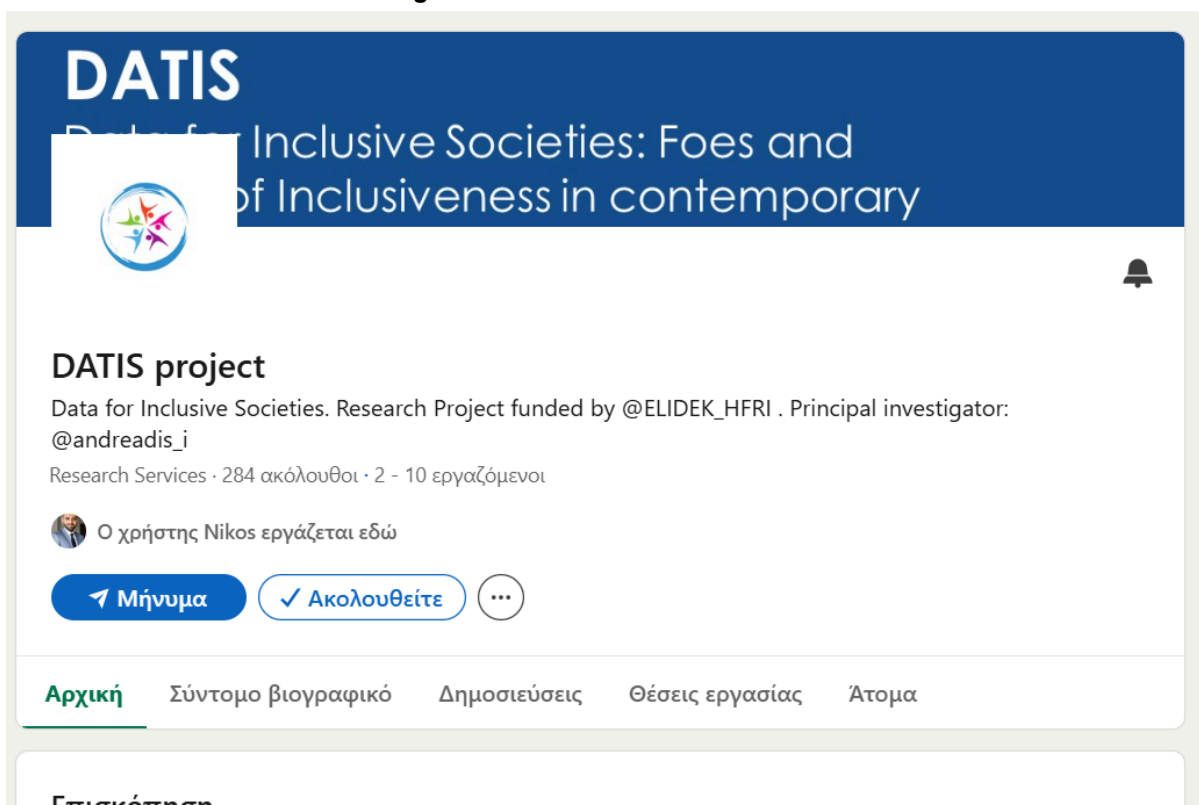 DATIS
Inclusive Societies: Foes and
of Inclusiveness in contemporary
DATIS project
Data for Inclusive Societies. Research Project funded by @ELIDEK_HFRI . Principal investigator:
@andreadis_i
Research Services · 284 ακόλουθοι · 2 - 10 εργαζόμενοι
Ο χρήστης Nikos εργάζεται εδώ
Μήνυμα
Ακολουθείτε
Αρχική Σύντομο βιογραφικό Δημοσιεύσεις Θέσεις εργασίας Άτομα
Επισκόπηση